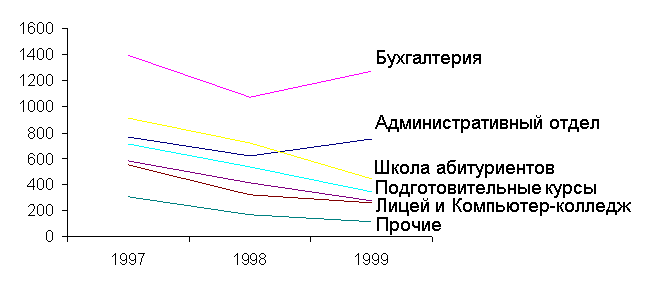 1600
1400
1200
1000
800
600
400
200
0
Бухгалтерия
Административный отдел
Школа абитуриентов
Подготовительные курсы
Лицей и Компьютер-колледж
Прочие
1997 1998 1999